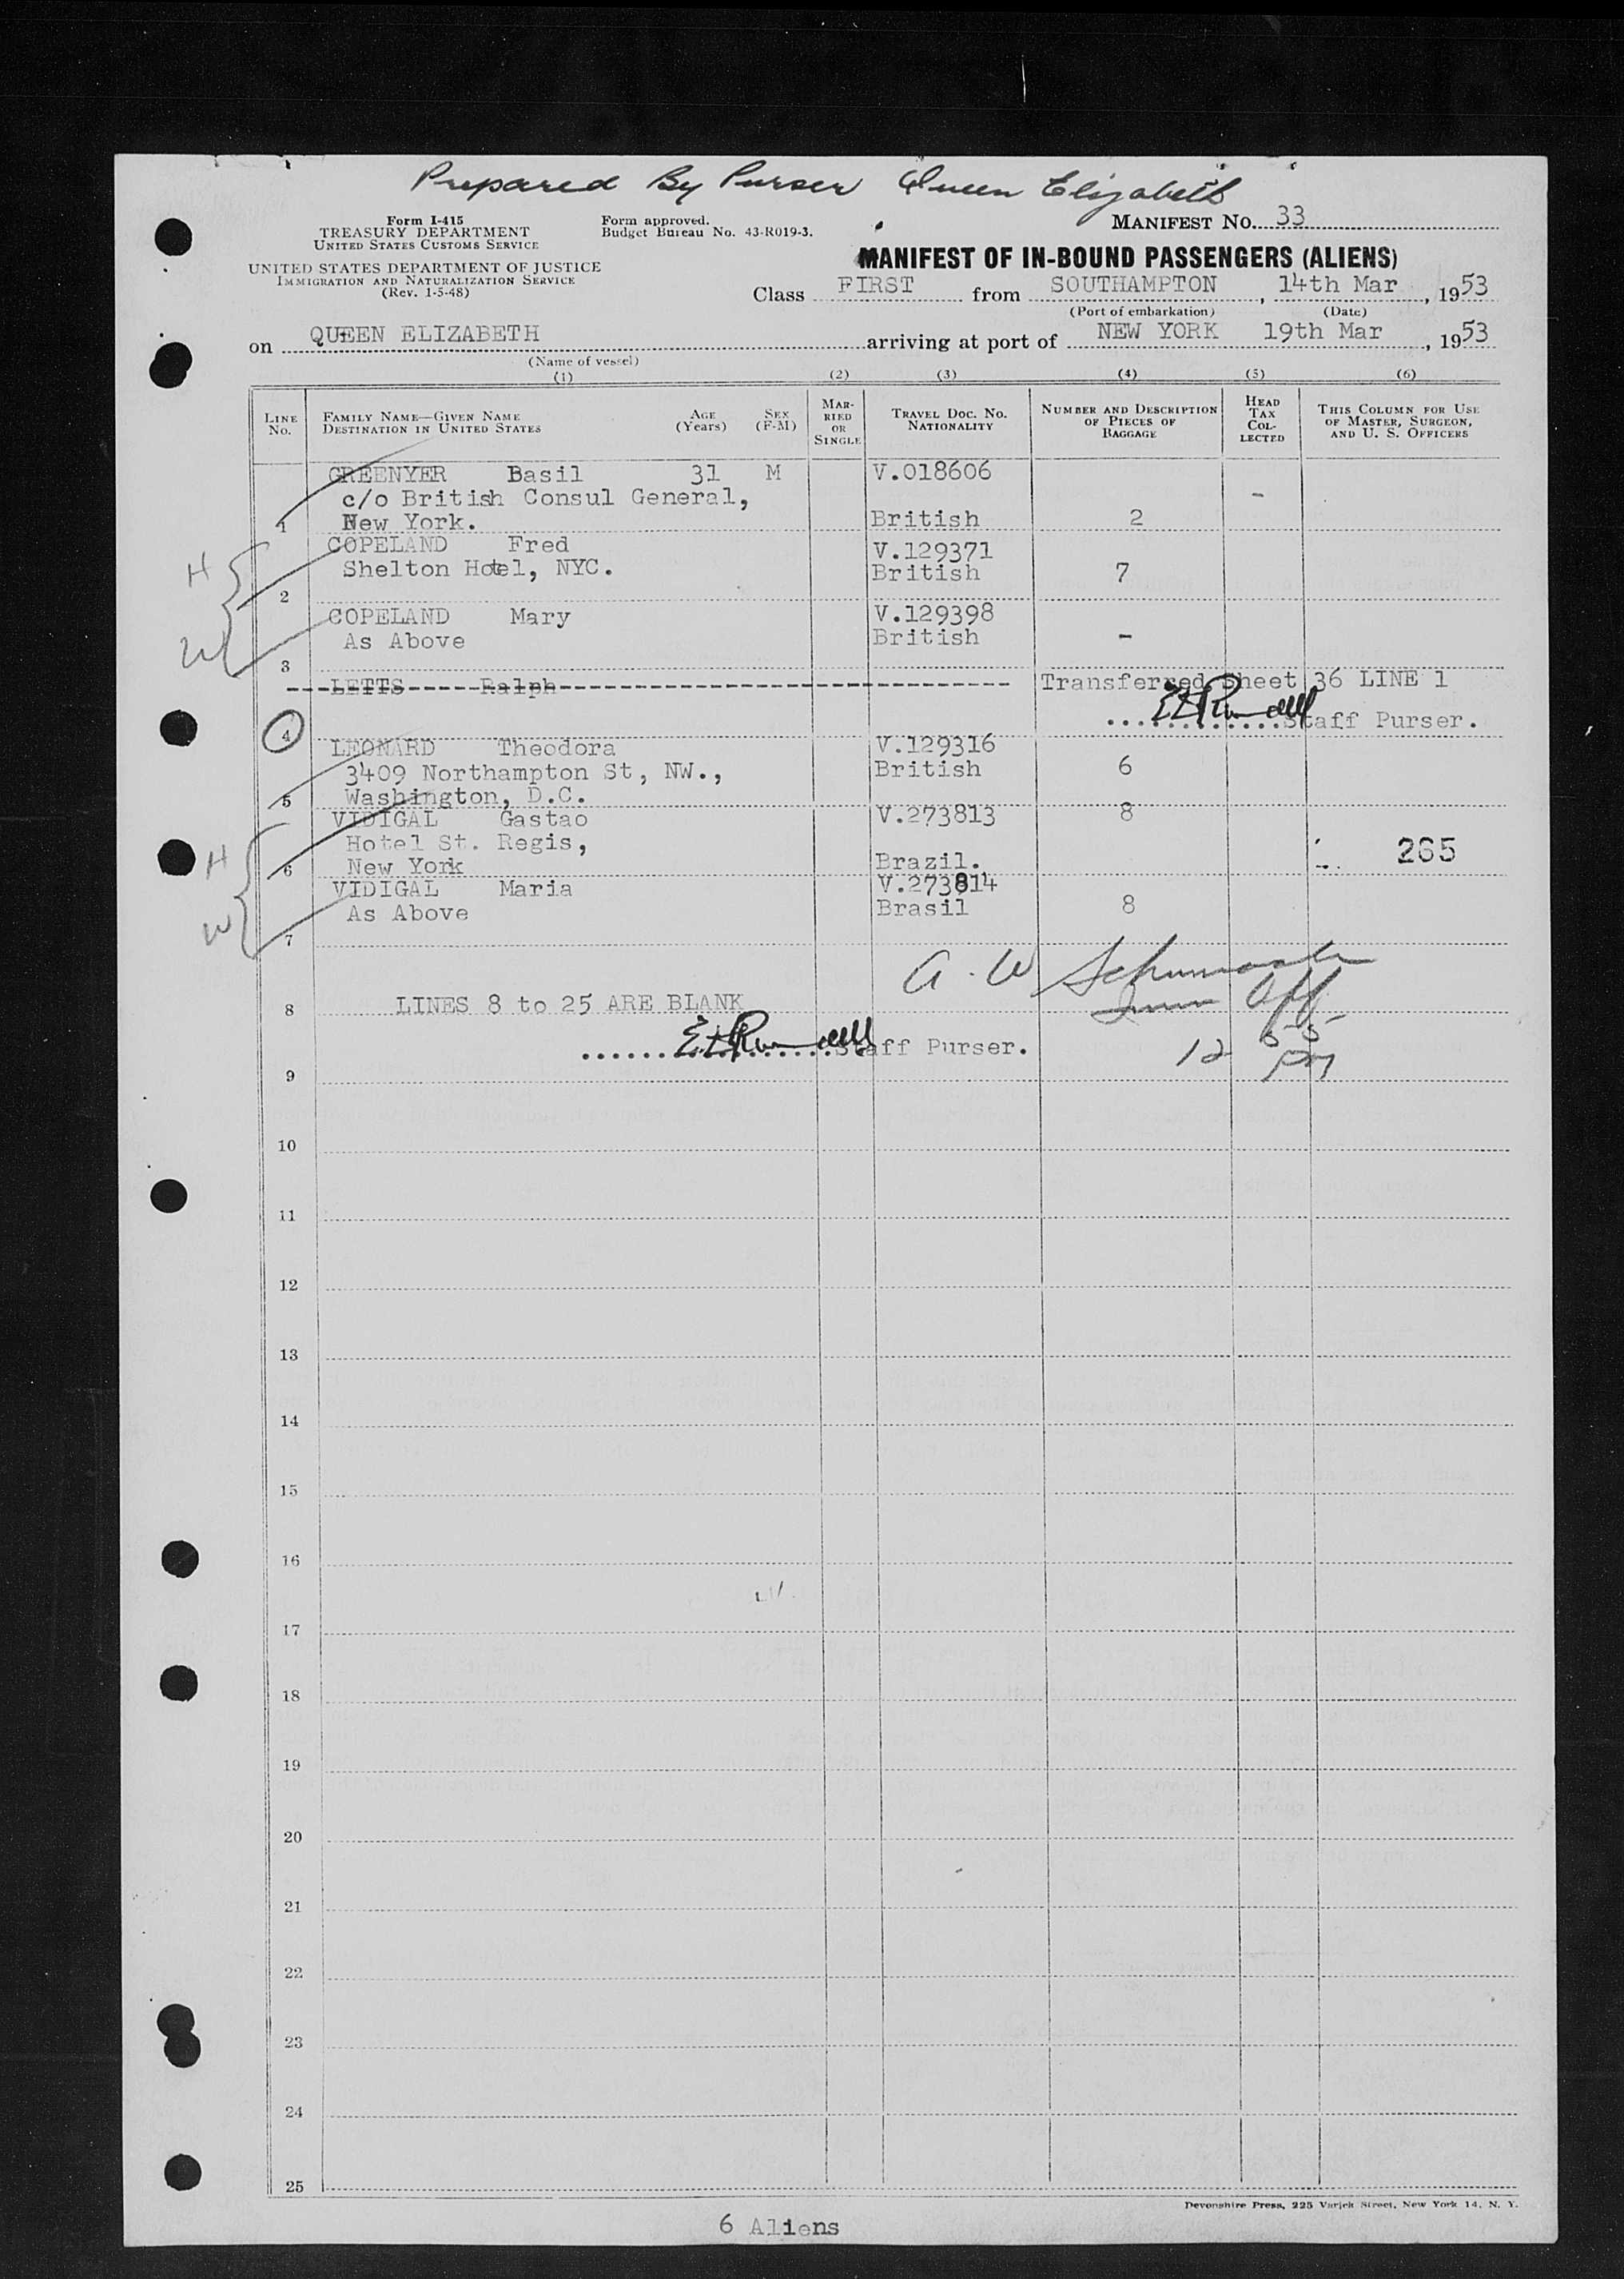 Prepared By Purser Queen Elizabeth
Form I-415
TREASURY DEPARTMENT
UNITED STATES CUSTOMS SERVICE
Form approved.
Budget Bureau No. 43-R019-3.
MANIFEST NO. 33
UNITED STATES DEPARTMENT OF JUSTICE
IMMIGRATION AND NATURALIZATION SERVICE
(Rev. 1-5-48)
MANIFEST OF IN-BOUND PASSENGERS (ALIENS)
Class FIRST from SOUTHAMPTON, 14th Mar, 1953
(Port of embarkation) (Date)
on QUEEN ELIZABETH arriving at port of NEW YORK 19th Mar, 1953
(Name of vessel)
(1) (2) (3) (4) (5) (6)
LINE NO.
FAMILY NAME—GIVEN NAME
DESTINATION IN UNITED STATES
AGE (Years)
SEX (F-M)
MARRIED OR SINGLE
TRAVEL DOC. NO.
NATIONALITY
NUMBER AND DESCRIPTION OF PIECES OF BAGGAGE
HEAD TAX COLLECTED
THIS COLUMN FOR USE OF MASTER, SURGEON, AND U. S. OFFICERS
GREENYER Basil 31 M V.018606
c/o British Consul General, -
1 New York. British 2
COPELAND Fred V.129371
H Shelton Hotel, NYC. British 7
2
COPELAND Mary V.129398
W As Above British -
3
LETTS Ralph Transferred Sheet 36 LINE 1
............Staff Purser.
4
LEONARD Theodora V.129316
3409 Northampton St, NW., British 6
5 Washington, D.C.
VIDIGAL Gastao V.273813 8
H Hotel St. Regis, 265
6 New York Brazil.
VIDIGAL Maria V.273814
W As Above Brasil 8
7
A. W
Imm Off
8 LINES 8 to 25 ARE BLANK
............Staff Purser.
12 55 pm
9
10
11
12
13
14
15
16
17
18
19
20
21
22
23
24
25
Devonshire Press, 225 Varick Street, New York 14, N. Y.
6 Aliens